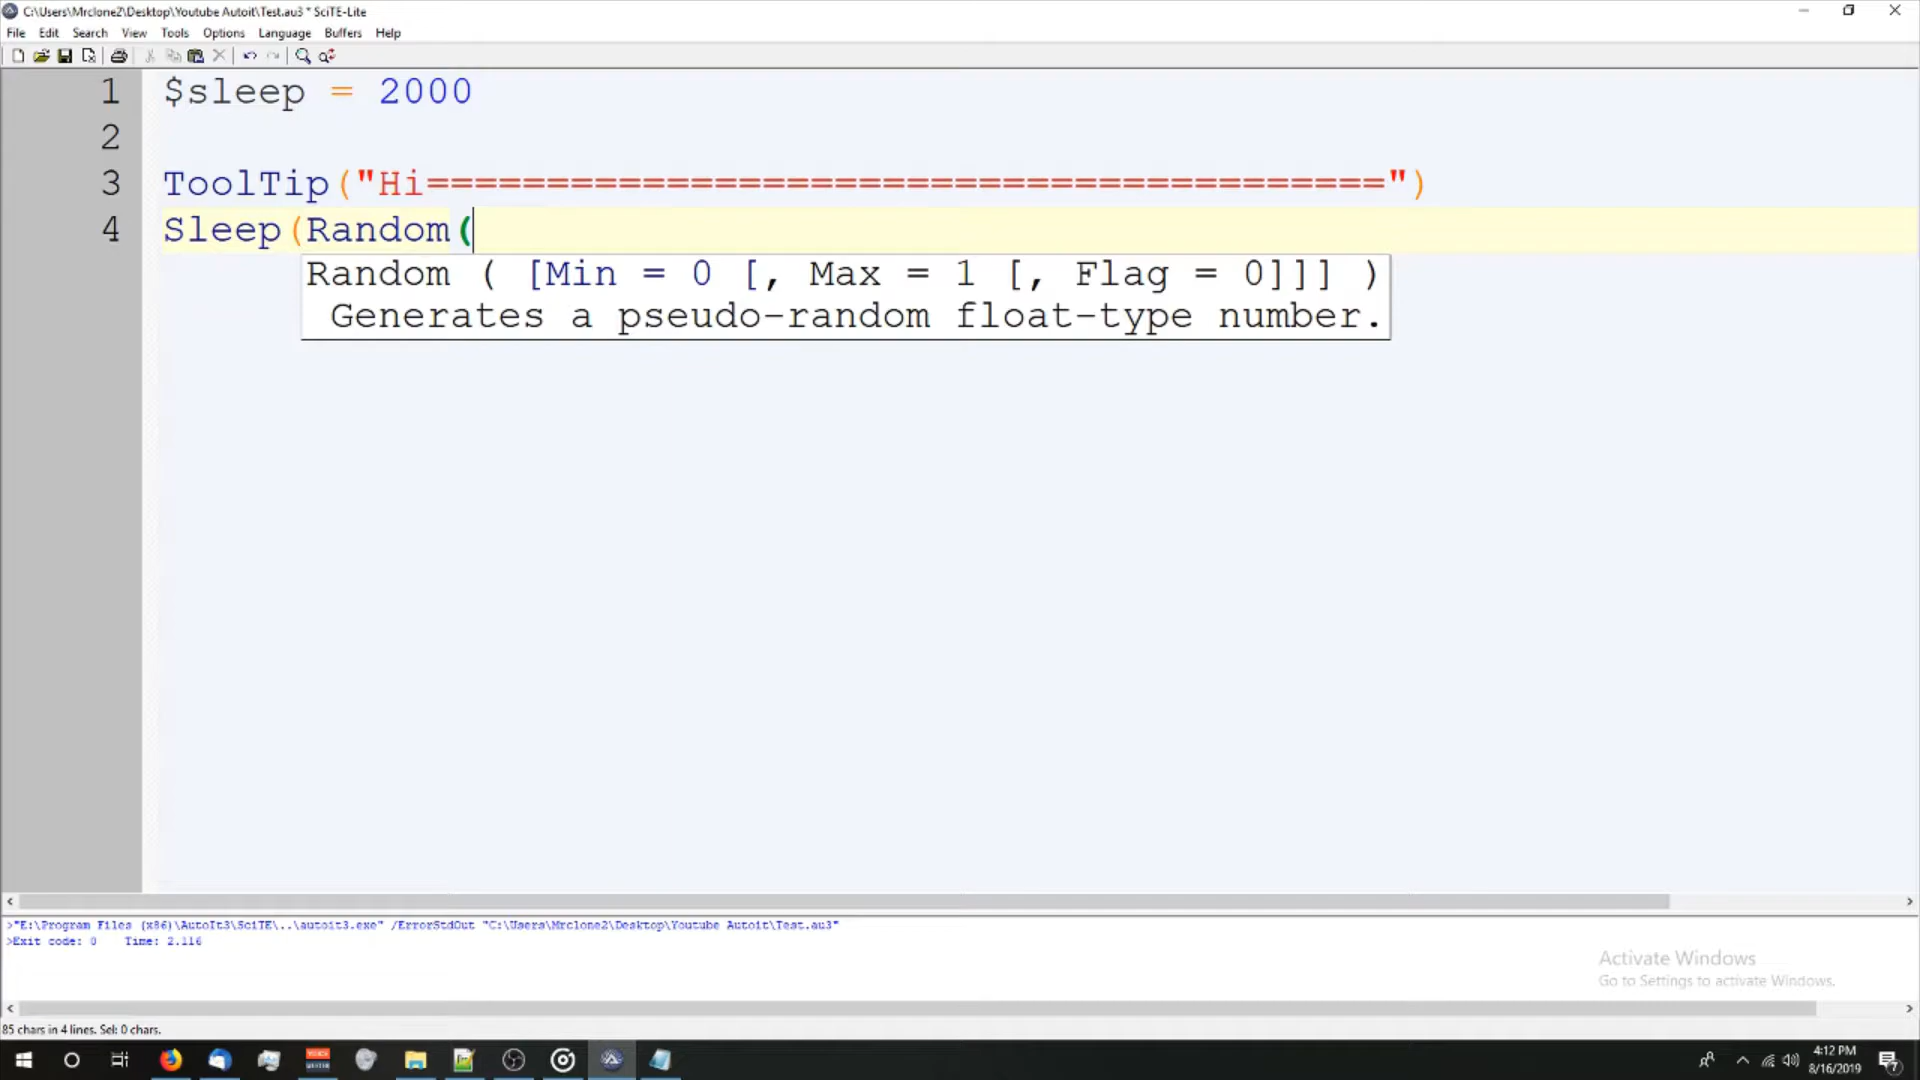 C:\Users\Mrclone2\Desktop\Youtube Autoit\Test.au3 * SciTE-Lite
File Edit Search View Tools Options Language Buffers Help
1 $sleep = 2000
2
3 ToolTip("Hi========================================")
4 Sleep(Random(
Random ( [Min = 0 [, Max = 1 [, Flag = 0]]] )
Generates a pseudo-random float-type number.
>"E:\Program Files (x86)\AutoIt3\SciTE\..\autoit3.exe" /ErrorStdOut "C:\Users\Mrclone2\Desktop\Youtube Autoit\Test.au3"
>Exit code: 0 Time: 2.116
Activate Windows
Go to Settings to activate Windows.
85 chars in 4 lines. Sel: 0 chars.
4:12 PM
8/16/2019
7